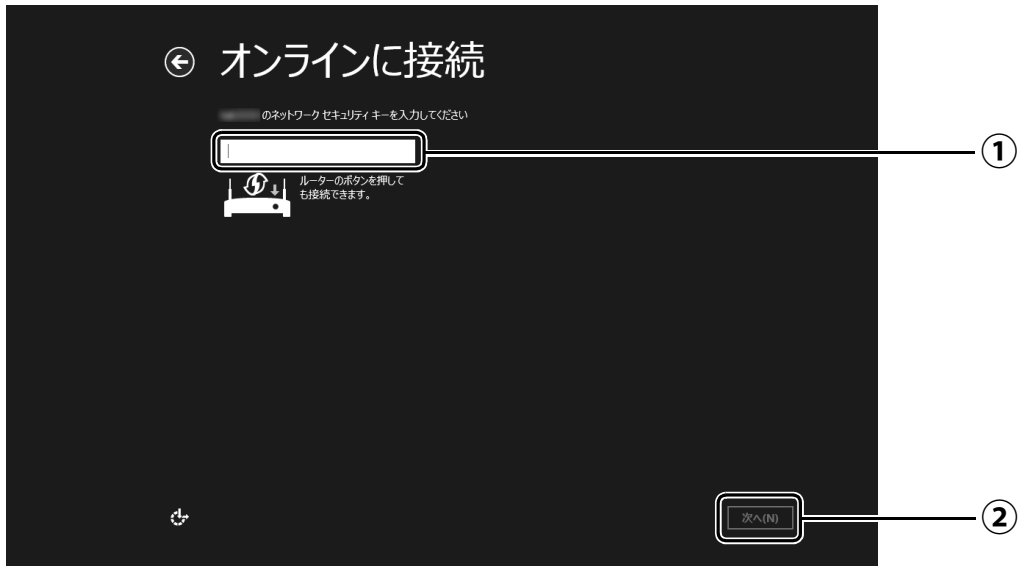 オンラインに接続
のネットワーク セキュリティ キーを入力してください
①
ルーターのボタンを押して
も接続できます。
次へ(N)
②